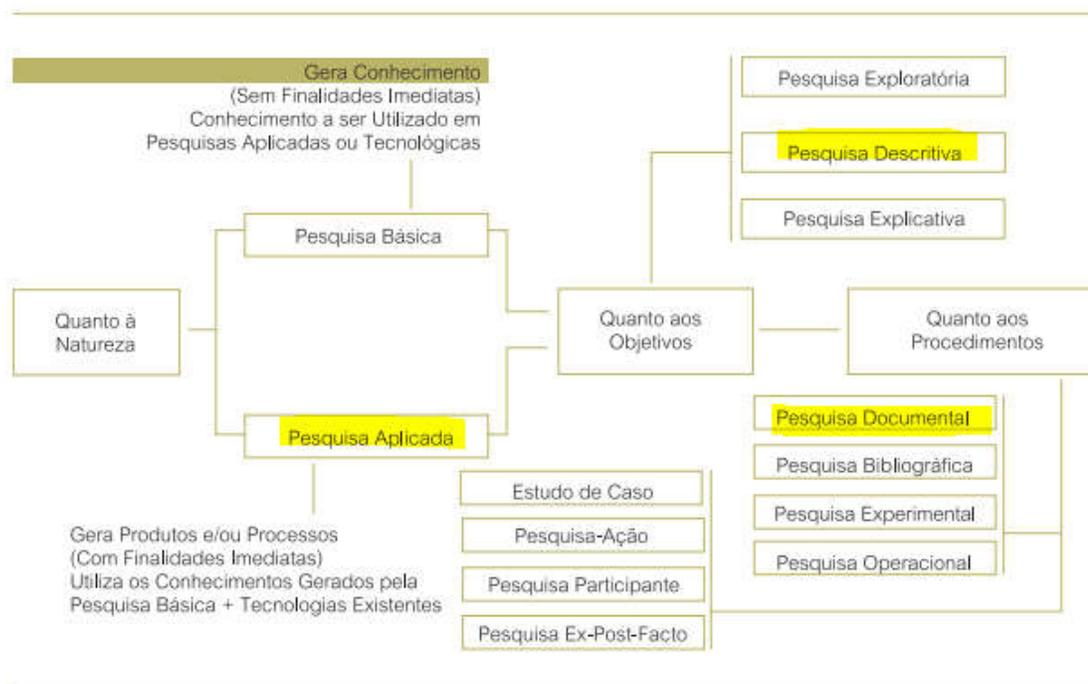 Gera Conhecimento
(Sem Finalidades Imediatas)
Conhecimento a ser Utilizado em
Pesquisas Aplicadas ou Tecnológicas
Pesquisa Básica
Quanto à
Natureza
Pesquisa Aplicada
Gera Produtos e/ou Processos
(Com Finalidades Imediatas)
Utiliza os Conhecimentos Gerados pela
Pesquisa Básica + Tecnologias Existentes
Quanto aos
Objetivos
Pesquisa Exploratória
Pesquisa Descritiva
Pesquisa Explicativa
Quanto aos
Procedimentos
Pesquisa Documental
Pesquisa Bibliográfica
Pesquisa Experimental
Pesquisa Operacional
Estudo de Caso
Pesquisa-Ação
Pesquisa Participante
Pesquisa Ex-Post-Facto